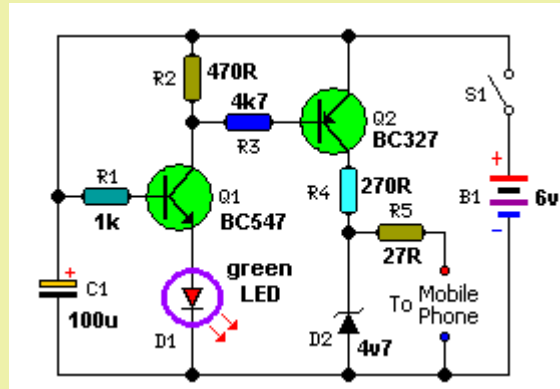 R2
470R
4k7
R3
Q2
BC327
S1
R1
1k
Q1
BC547
R4
270R
R5
27R
+
B1
6v
−
+
C1
100u
green
LED
D1
D2
4v7
To Mobile
Phone